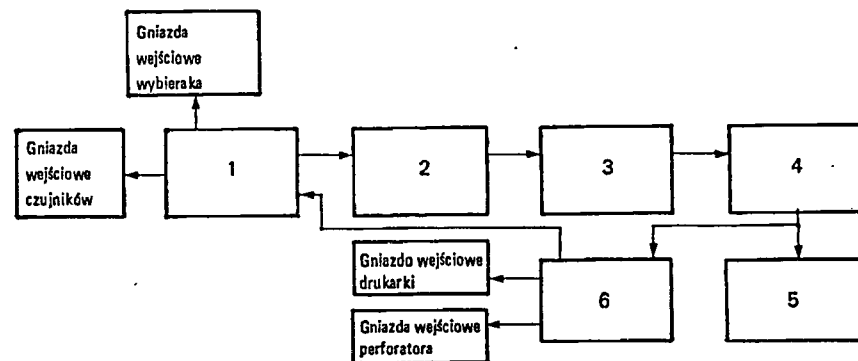 Gniazda
wejściowe
wybieraka
Gniazda
wejściowe
czujników
1
2
3
4
Gniazdo wejściowe
drukarki
6
5
Gniazda wejściowe
perforatora